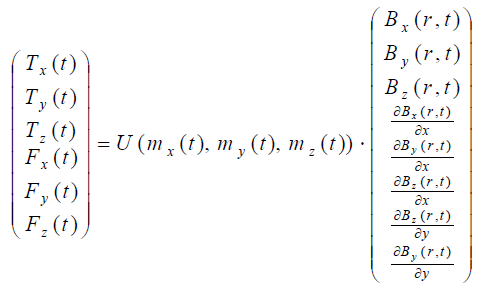 T_x(t)
T_y(t)
T_z(t)
F_x(t)
F_y(t)
F_z(t)
= U(m_x(t), m_y(t), m_z(t)) ·
B_x(r,t)
B_y(r,t)
B_z(r,t)
∂B_x(r,t)/∂x
∂B_y(r,t)/∂x
∂B_z(r,t)/∂x
∂B_z(r,t)/∂y
∂B_y(r,t)/∂y